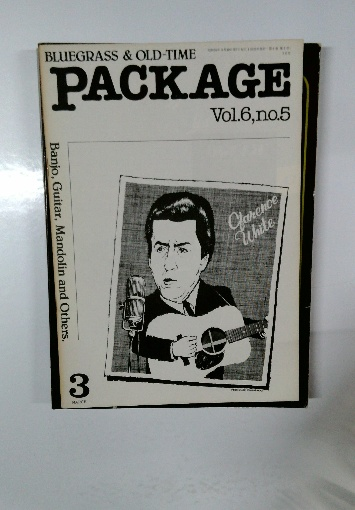 BLUEGRASS & OLD-TIME
PACKAGE
Vol.6,no.5
Banjo, Guitar, Mandolin and Others.
Clarence
White
3